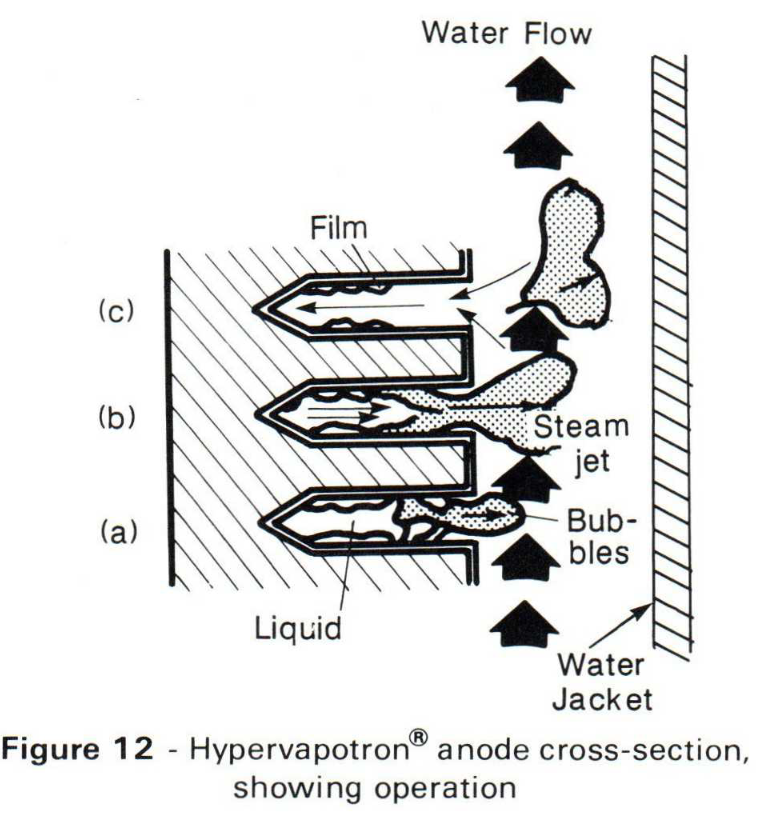 Water Flow
Film
(c)
(b)
Steam
jet
(a)
Bub-
bles
Liquid
Water
Jacket
Figure 12 - Hypervapotron® anode cross-section,
showing operation